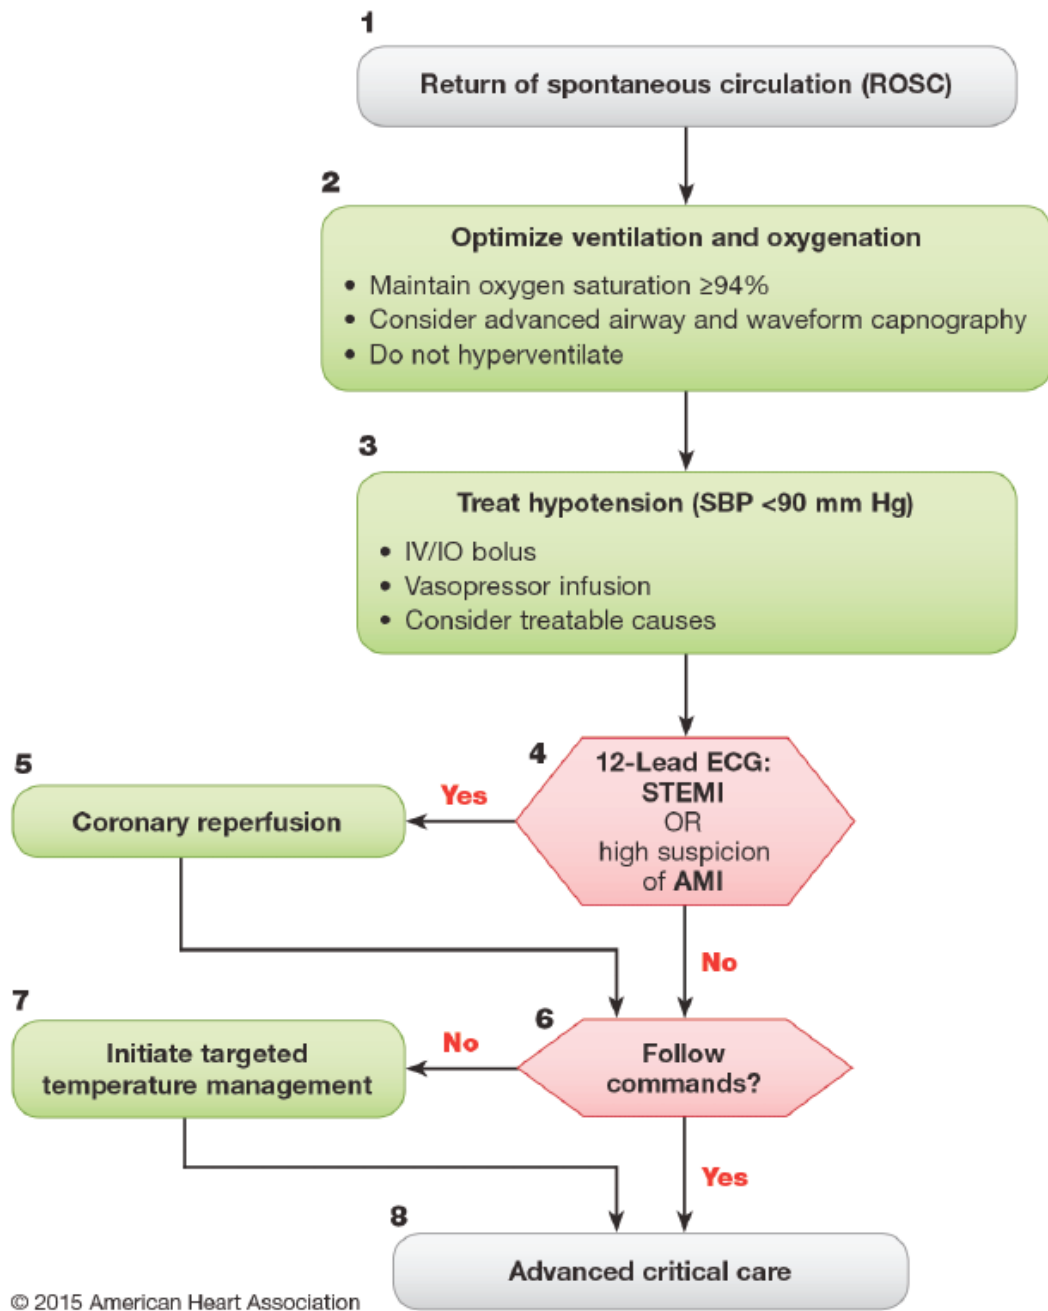 1
Return of spontaneous circulation (ROSC)
2
Optimize ventilation and oxygenation
• Maintain oxygen saturation ≥94%
• Consider advanced airway and waveform capnography
• Do not hyperventilate
3
Treat hypotension (SBP <90 mm Hg)
• IV/IO bolus
• Vasopressor infusion
• Consider treatable causes
4
12-Lead ECG:
STEMI
OR
high suspicion
of AMI
Yes
5
Coronary reperfusion
No
6
Follow
commands?
No
7
Initiate targeted
temperature management
Yes
8
Advanced critical care
© 2015 American Heart Association